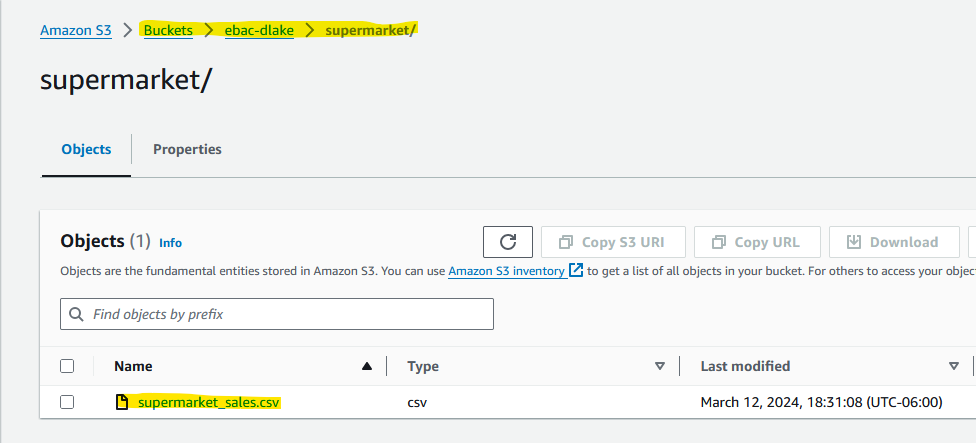 Amazon S3 > Buckets > ebac-dlake > supermarket/
supermarket/
Objects Properties
Objects (1) Info Copy S3 URI Copy URL Download
Objects are the fundamental entities stored in Amazon S3. You can use Amazon S3 inventory to get a list of all objects in your bucket. For others to access your objec
Find objects by prefix
Name Type Last modified
supermarket_sales.csv csv March 12, 2024, 18:31:08 (UTC-06:00)